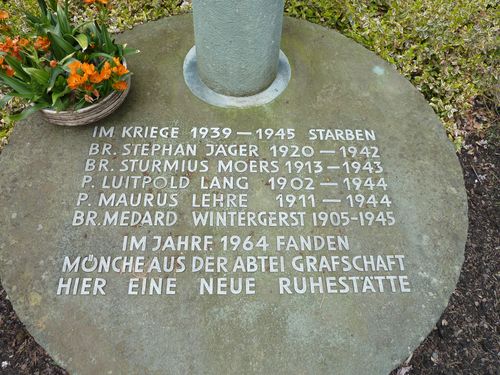 IM KRIEGE 1939 – 1945 STARBEN
BR. STEPHAN JÄGER 1920 – 1942
BR. STURMIUS MOERS 1913 – 1943
P. LUITPOLD LANG 1902 – 1944
P. MAURUS LEHRE 1911 – 1944
BR. MEDARD WINTERGERST 1905-1945
IM JAHRE 1964 FANDEN
MÖNCHE AUS DER ABTEI GRAFSCHAFT
HIER EINE NEUE RUHESTÄTTE